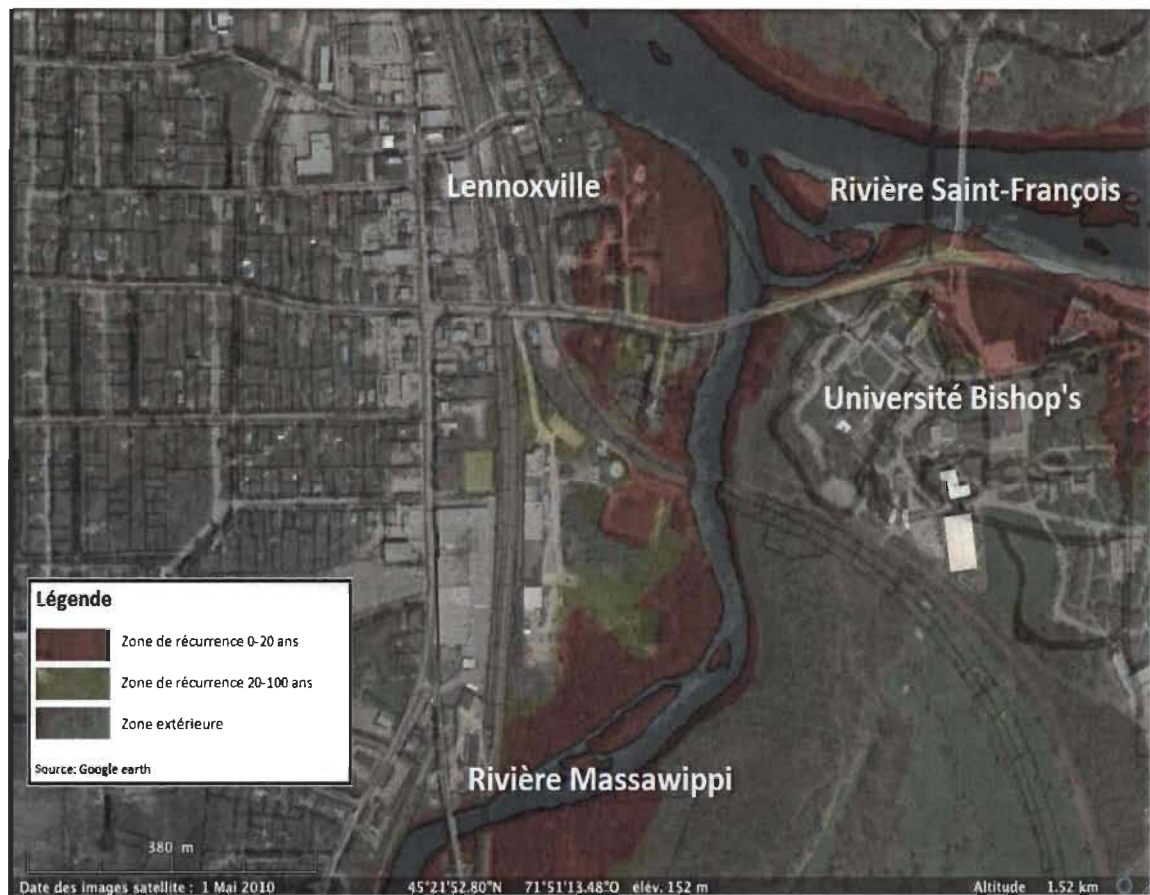 Lennoxville
Rivière Saint-François
Université Bishop's
Légende
Zone de récurrence 0-20 ans
Zone de récurrence 20-100 ans
Zone extérieure
Source: Google earth
Rivière Massawippi
380 m
Date des images satellite : 1 Mai 2010 45°21'52.80"N 71°51'13.48"O élév. 152 m Altitude 1.52 km